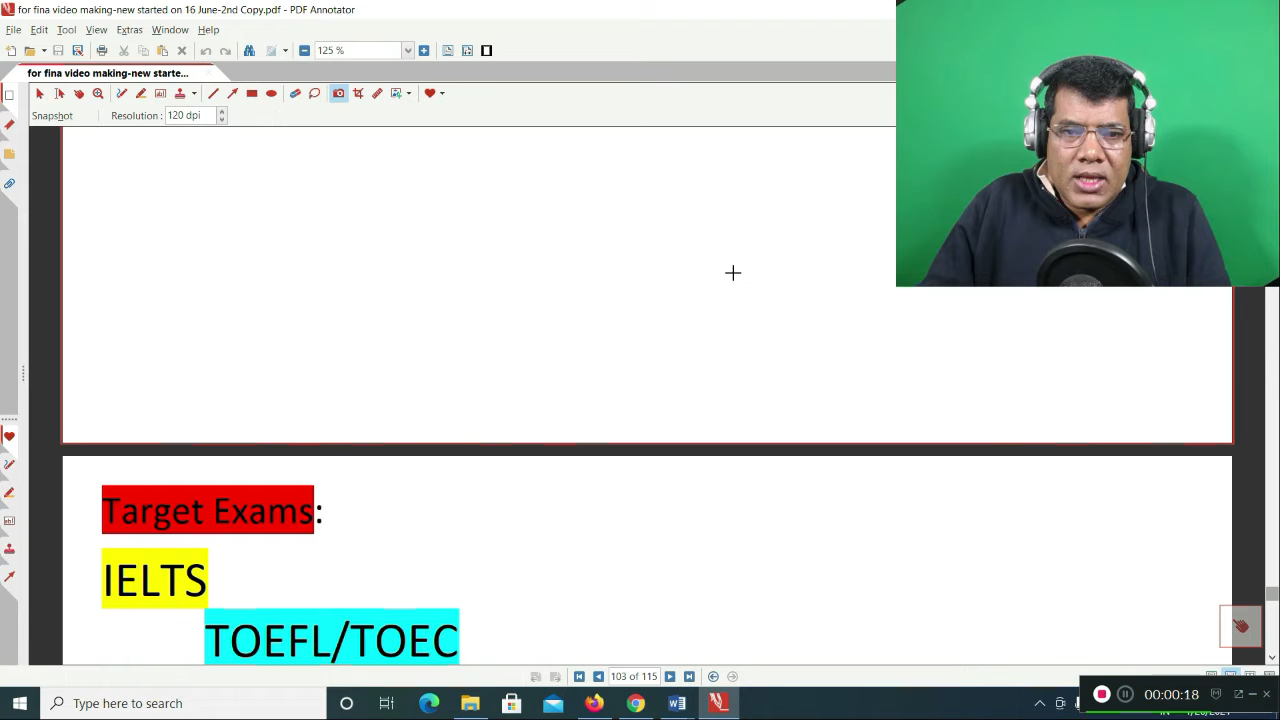 for fina video making-new started on 16 June-2nd Copy.pdf - PDF Annotator
File Edit Tool View Extras Window Help
125 %
for fina video making-new starte...
Snapshot Resolution : 120 dpi
Target Exams:
IELTS
TOEFL/TOEC
103 of 115
Type here to search
00:00:18